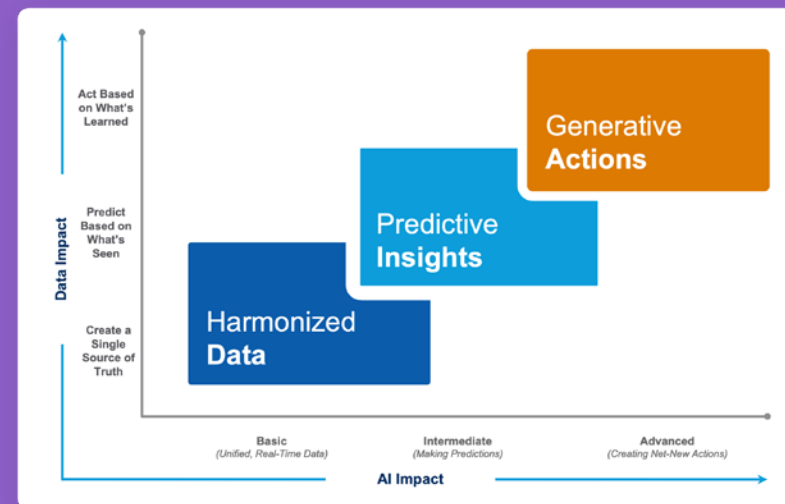 Act Based
on What's
Learned
Generative
Actions
Predict
Based on
What's
Seen
Predictive
Insights
Data Impact
Create a
Single
Source of
Truth
Harmonized
Data
Basic
(Unified, Real-Time Data)
Intermediate
(Making Predictions)
Advanced
(Creating Net-New Actions)
AI Impact